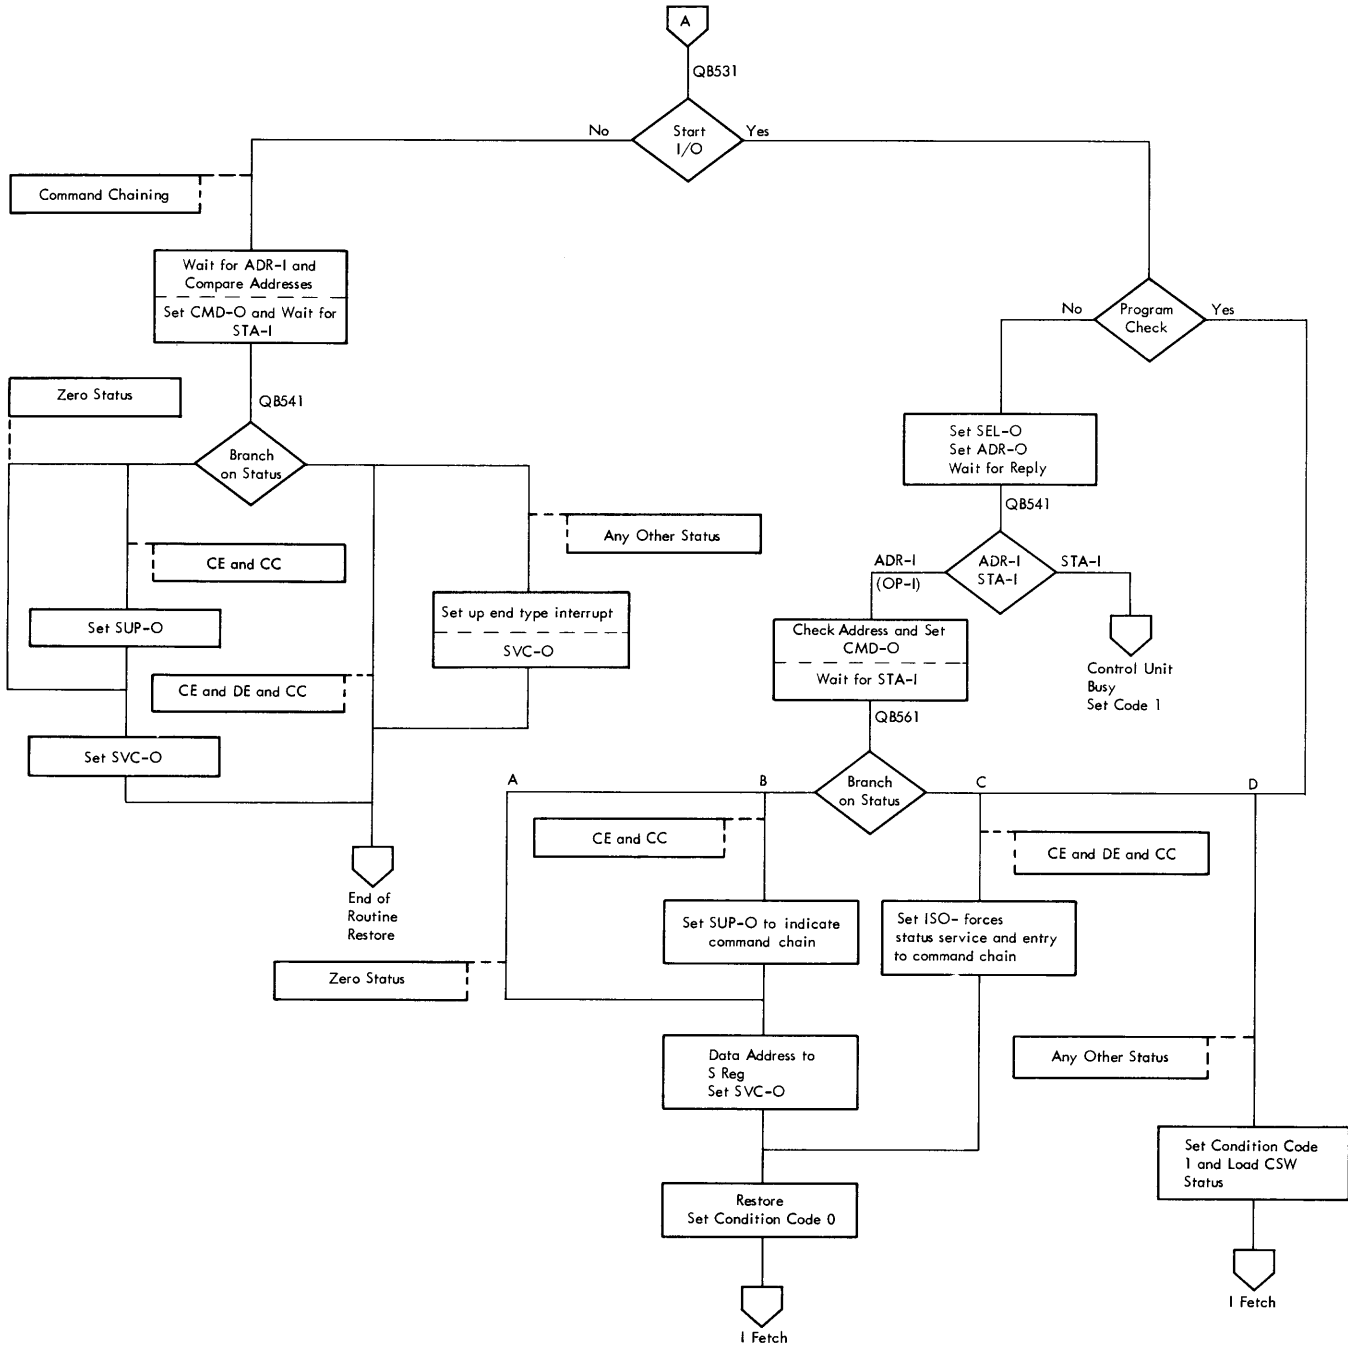 A
QB531
No
Start
I/O
Yes
Command Chaining
Wait for ADR-I and
Compare Addresses
Set CMD-O and Wait for
STA-I
No
Program
Check
Yes
Zero Status
QB541
Branch
on Status
Set SEL-O
Set ADR-O
Wait for Reply
QB541
Any Other Status
CE and CC
ADR-I
(OP-I)
ADR-I
STA-I
STA-I
Set up end type interrupt
SVC-O
Set SUP-O
Check Address and Set
CMD-O
Wait for STA-I
Control Unit
Busy
Set Code 1
CE and DE and CC
QB561
Set SVC-O
A
B
Branch
on Status
C
D
CE and CC
CE and DE and CC
End of
Routine
Restore
Set SUP-O to indicate
command chain
Set ISO- forces
status service and entry
to command chain
Zero Status
Data Address to
S Reg
Set SVC-O
Any Other Status
Set Condition Code
1 and Load CSW
Status
Restore
Set Condition Code 0
I Fetch
I Fetch